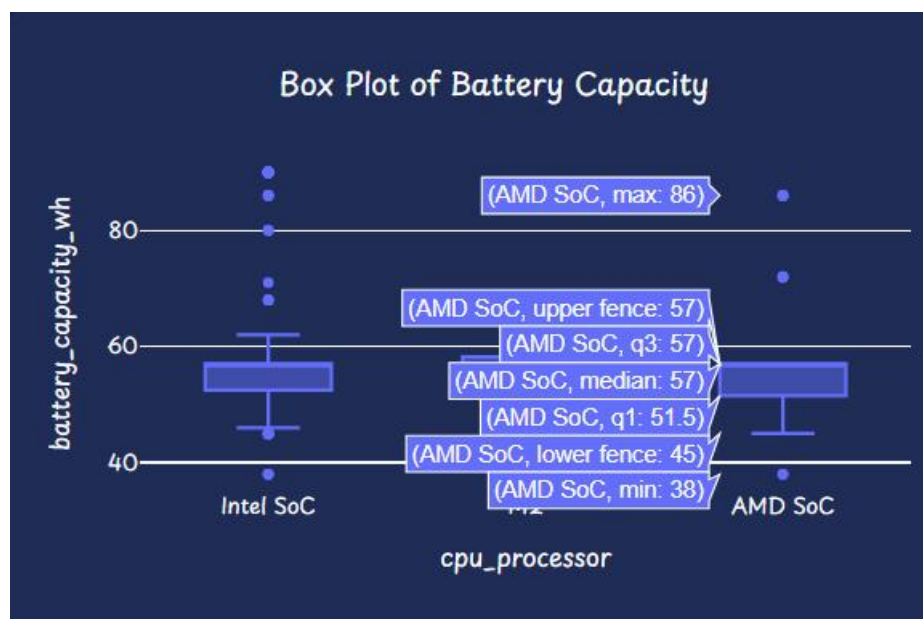 Box Plot of Battery Capacity
battery_capacity_wh
80
60
40
(AMD SoC, max: 86)
(AMD SoC, upper fence: 57)
(AMD SoC, q3: 57)
(AMD SoC, median: 57)
(AMD SoC, q1: 51.5)
(AMD SoC, lower fence: 45)
(AMD SoC, min: 38)
Intel SoC
AMD SoC
cpu_processor